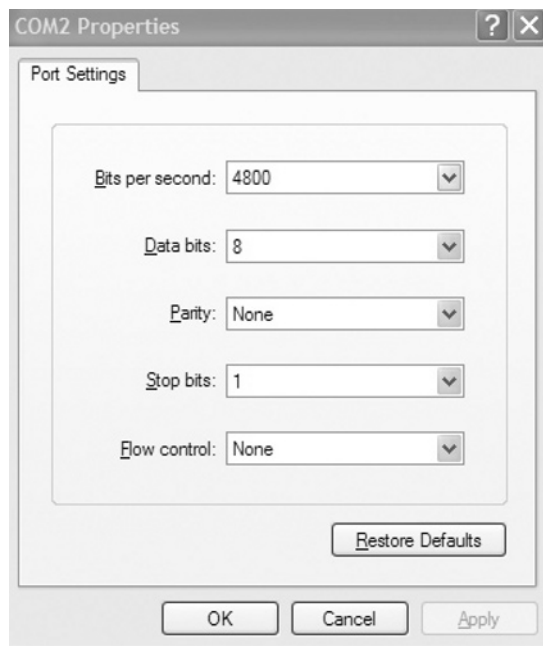 COM2 Properties
Port Settings
Bits per second: 4800
Data bits: 8
Parity: None
Stop bits: 1
Flow control: None
Restore Defaults
OK Cancel Apply